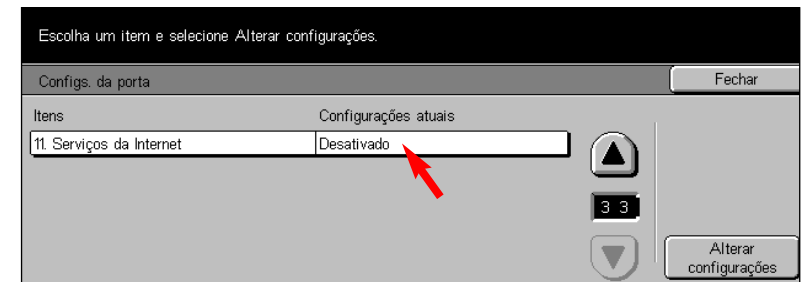 Escolha um item e selecione Alterar configurações.
Configs. da porta
Fechar
Itens
Configurações atuais
11. Serviços da Internet
Desativado
3 3
Alterar
configurações